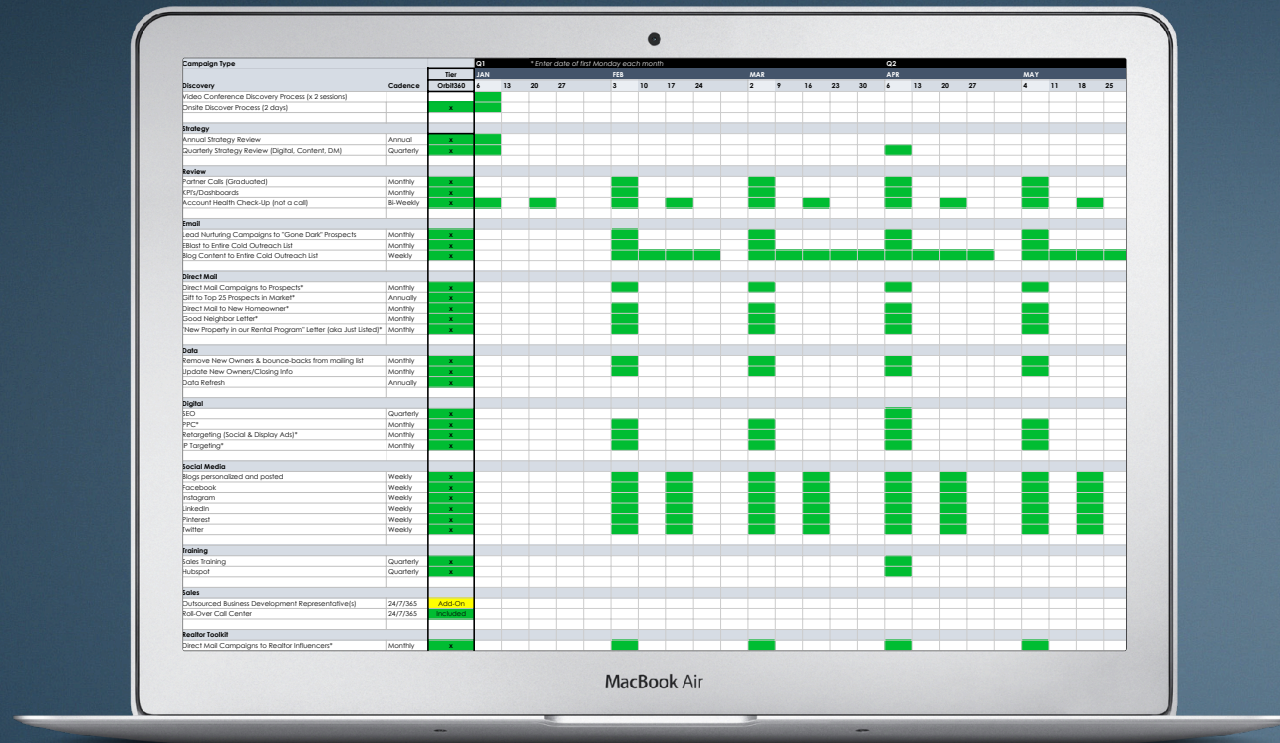 Campaign Type Q1 * Enter date of first Monday each month Q2
Tier JAN FEB MAR APR MAY
Discovery Cadence Orbit360 6 13 20 27 3 10 17 24 2 9 16 23 30 6 13 20 27 4 11 18 25
Video Conference Discovery Process (x 2 sessions)
Onsite Discover Process (2 days) x
Strategy
Annual Strategy Review Annual x
Quarterly Strategy Review (Digital, Content, DM) Quarterly x
Review
Partner Calls (Graduated) Monthly x
KPI's/Dashboards Monthly x
Account Health Check-Up (not a call) Bi-Weekly x
Email
Lead Nurturing Campaigns to "Gone Dark" Prospects Monthly x
EBlast to Entire Cold Outreach List Monthly x
Blog Content to Entire Cold Outreach List Weekly x
Direct Mail
Direct Mail Campaigns to Prospects* Monthly x
Gift to Top 25 Prospects in Market* Annually x
Direct Mail to New Homeowner* Monthly x
Good Neighbor Letter* Monthly x
"New Property in our Rental Program" Letter (aka Just Listed)* Monthly x
Data
Remove New Owners & bounce-backs from mailing list Monthly x
Update New Owners/Closing Info Monthly x
Data Refresh Annually x
Digital
SEO Quarterly x
PPC* Monthly x
Retargeting (Social & Display Ads)* Monthly x
IP Targeting* Monthly x
Social Media
Blogs personalized and posted Weekly x
Facebook Weekly x
Instagram Weekly x
LinkedIn Weekly x
Pinterest Weekly x
Twitter Weekly x
Training
Sales Training Quarterly x
Hubspot Quarterly x
Sales
Outsourced Business Development Representative(s) 24/7/365 Add-On
Roll-Over Call Center 24/7/365 Included
Realtor Toolkit
Direct Mail Campaigns to Realtor Influencers* Monthly x
MacBook Air